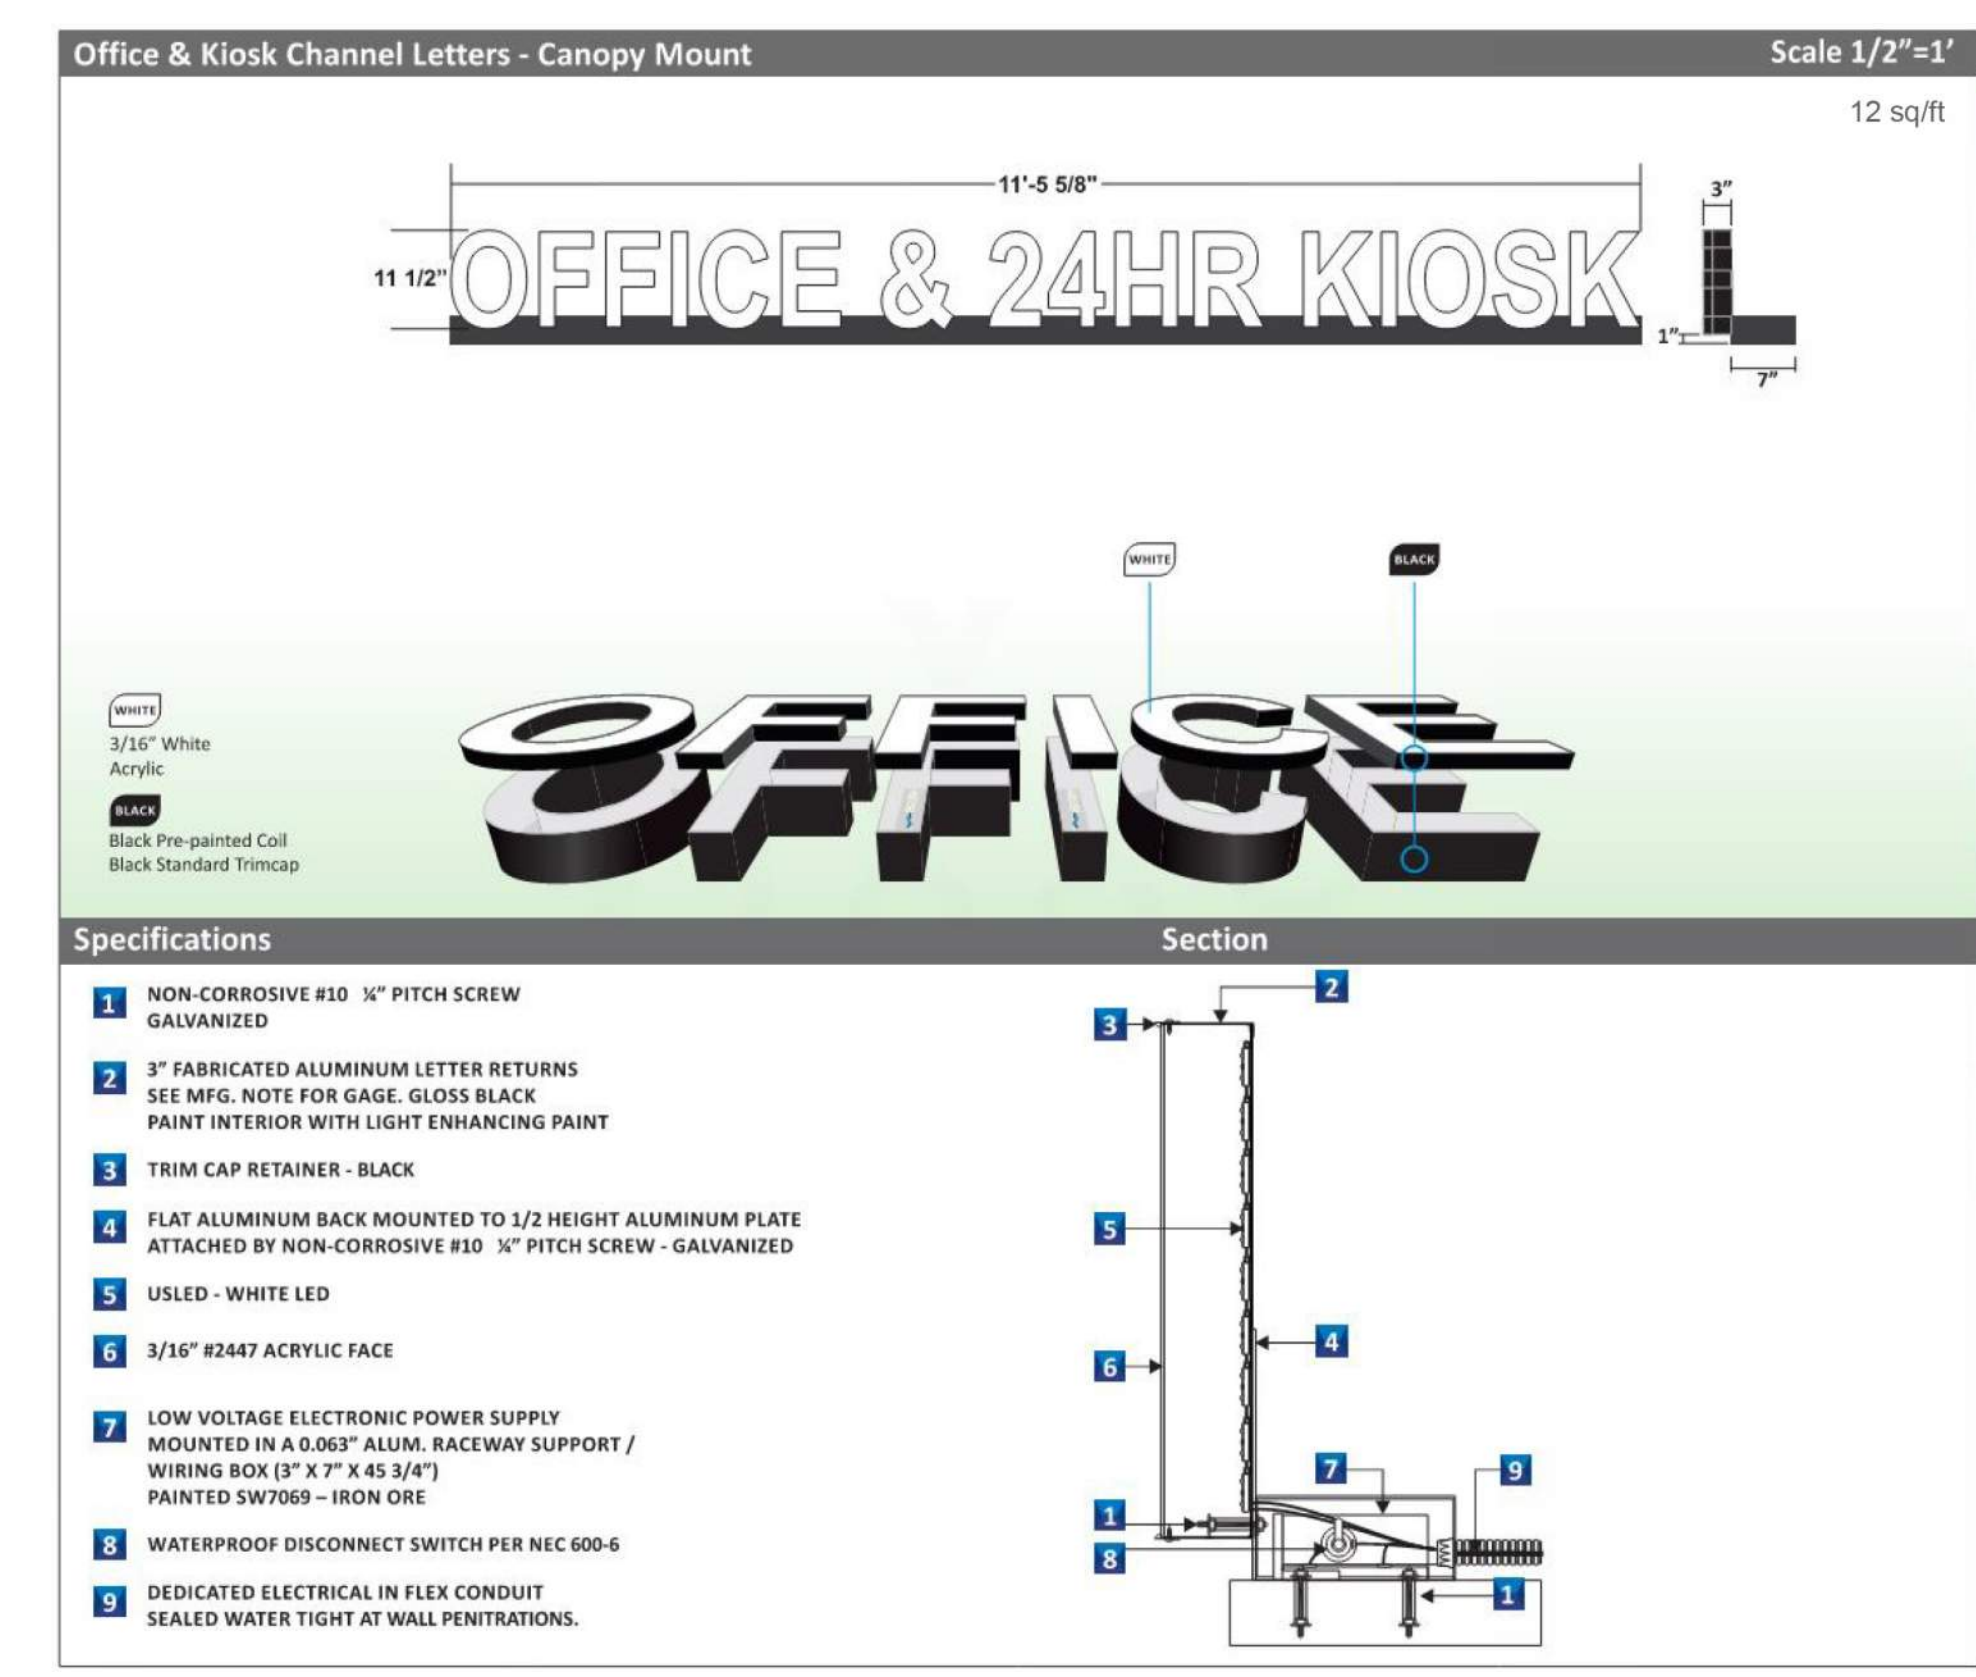 Office & Kiosk Channel Letters - Canopy Mount
Scale 1/2"=1'
12 sq/ft
11'-5 5/8"
3"
11 1/2"
OFFICE & 24HR KIOSK
1"
7"
WHITE
BLACK
OFFICE
WHITE
3/16" White
Acrylic
BLACK
Black Pre-painted Coil
Black Standard Trimcap
Specifications
1 NON-CORROSIVE #10 ¼" PITCH SCREW
GALVANIZED
2 3" FABRICATED ALUMINUM LETTER RETURNS
SEE MFG. NOTE FOR GAGE. GLOSS BLACK
PAINT INTERIOR WITH LIGHT ENHANCING PAINT
3 TRIM CAP RETAINER - BLACK
4 FLAT ALUMINUM BACK MOUNTED TO 1/2 HEIGHT ALUMINUM PLATE
ATTACHED BY NON-CORROSIVE #10 ¼" PITCH SCREW - GALVANIZED
5 USLED - WHITE LED
6 3/16" #2447 ACRYLIC FACE
7 LOW VOLTAGE ELECTRONIC POWER SUPPLY
MOUNTED IN A 0.063" ALUM. RACEWAY SUPPORT /
WIRING BOX (3" X 7" X 45 3/4")
PAINTED SW7069 – IRON ORE
8 WATERPROOF DISCONNECT SWITCH PER NEC 600-6
9 DEDICATED ELECTRICAL IN FLEX CONDUIT
SEALED WATER TIGHT AT WALL PENITRATIONS.
Section
2
3
5
4
6
7
9
1
8
1